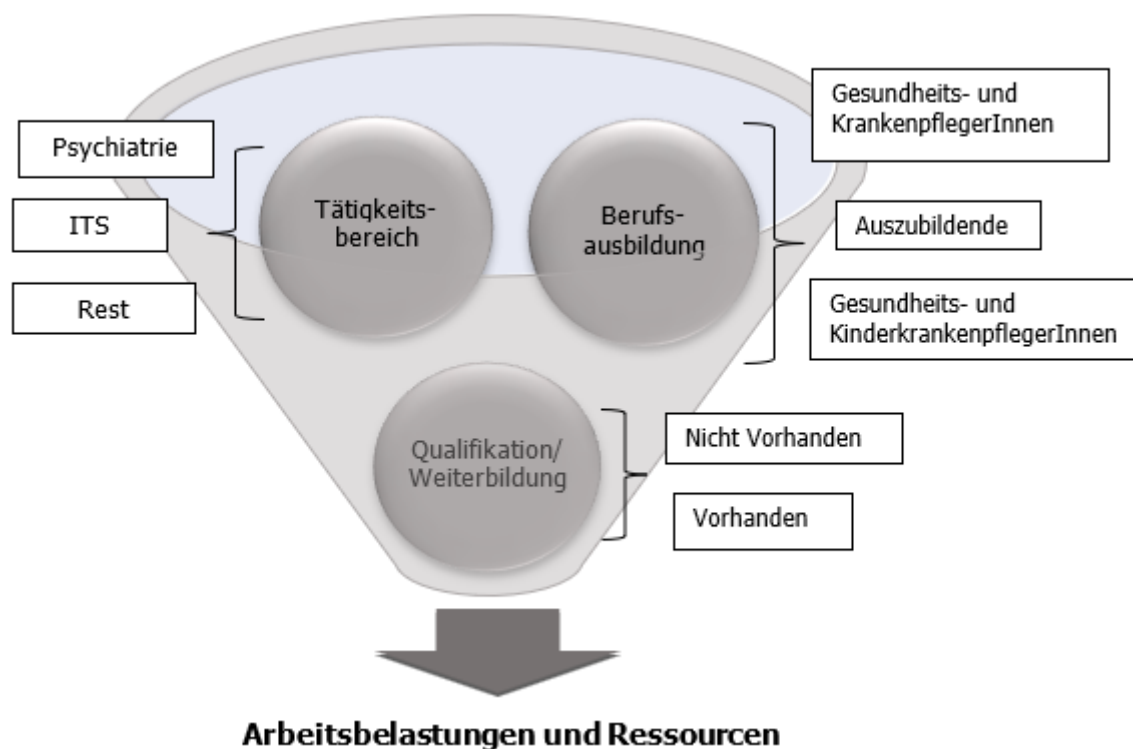 Psychiatrie
ITS
Rest
Tätigkeits-
bereich
Berufs-
ausbildung
Gesundheits- und
KrankenpflegerInnen
Auszubildende
Gesundheits- und
KinderkrankenpflegerInnen
Qualifikation/
Weiterbildung
Nicht Vorhanden
Vorhanden
Arbeitsbelastungen und Ressourcen